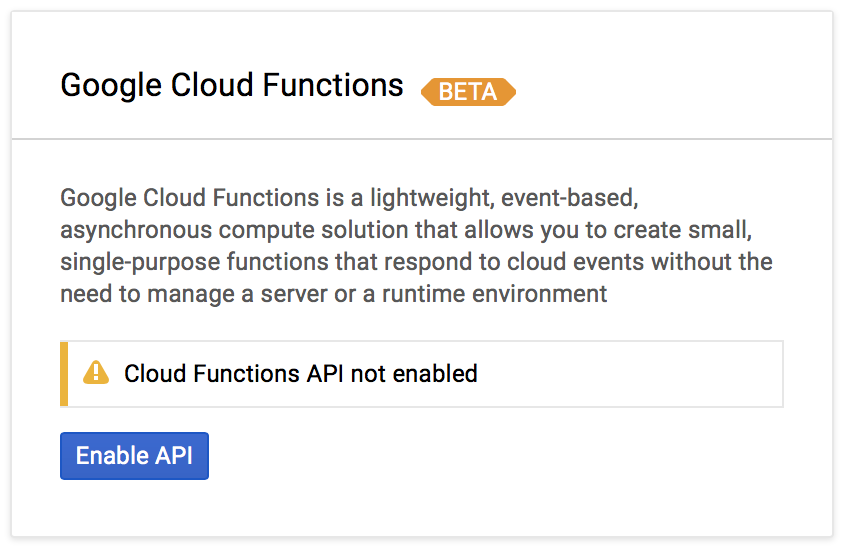 Google Cloud Functions BETA
Google Cloud Functions is a lightweight, event-based,
asynchronous compute solution that allows you to create small,
single-purpose functions that respond to cloud events without the
need to manage a server or a runtime environment
Cloud Functions API not enabled
Enable API